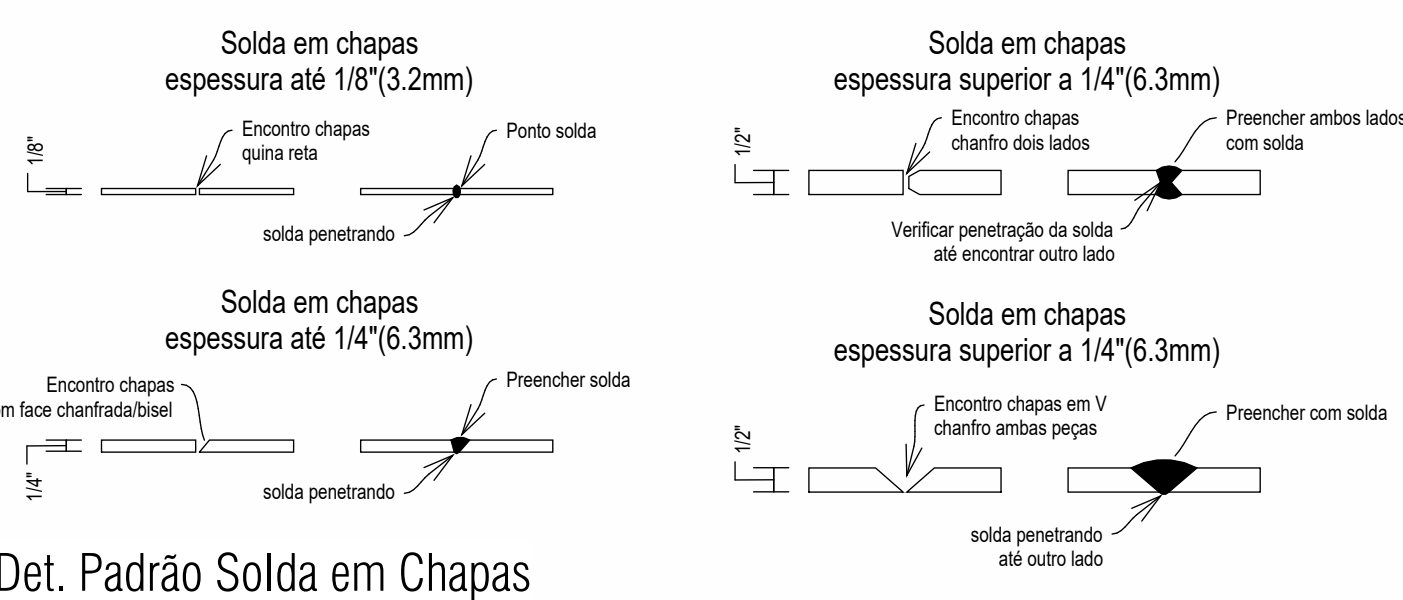 Solda em chapas
espessura até 1/8"(3.2mm)
1/8"
Encontro chapas
quina reta
Ponto solda
solda penetrando
Solda em chapas
espessura até 1/4"(6.3mm)
Encontro chapas
m face chanfrada/bisel
Preencher solda
1/4"
solda penetrando
Solda em chapas
espessura superior a 1/4"(6.3mm)
1/2"
Encontro chapas
chanfro dois lados
Preencher ambos lados
com solda
Verificar penetração da solda
até encontrar outro lado
Solda em chapas
espessura superior a 1/4"(6.3mm)
1/2"
Encontro chapas em V
chanfro ambas peças
Preencher com solda
solda penetrando
até outro lado
Det. Padrão Solda em Chapas